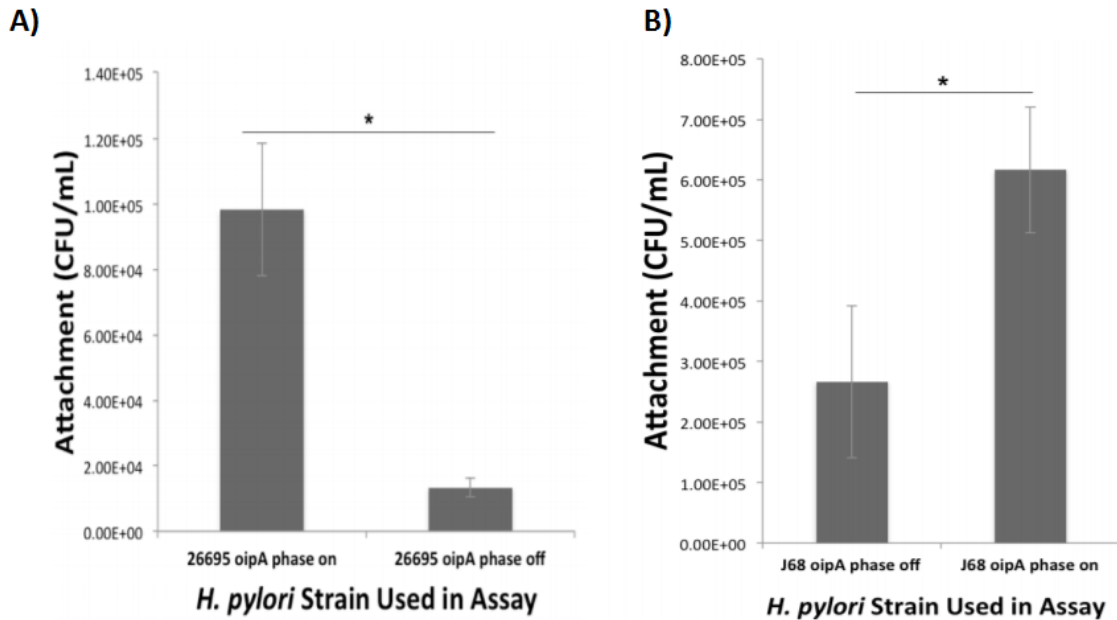 A)
1.40E+05
1.20E+05
1.00E+05
8.00E+04
6.00E+04
4.00E+04
2.00E+04
0.00E+00
Attachment (CFU/mL)
*
26695 oipA phase on
26695 oipA phase off
H. pylori Strain Used in Assay
B)
8.00E+05
7.00E+05
6.00E+05
5.00E+05
4.00E+05
3.00E+05
2.00E+05
1.00E+05
0.00E+00
Attachment (CFU/mL)
*
J68 oipA phase off
J68 oipA phase on
H. pylori Strain Used in Assay